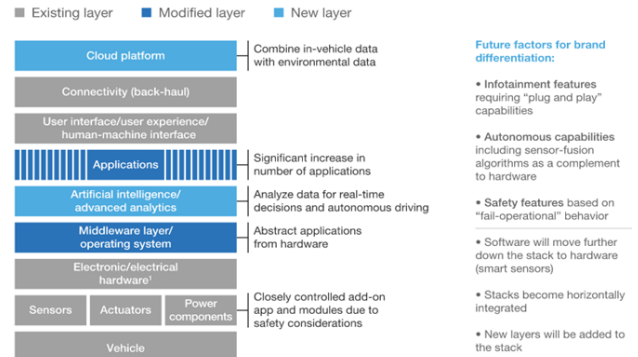 Existing layer
Modified layer
New layer
Cloud platform
Combine in-vehicle data
with environmental data
Connectivity (back-haul)
User interface/user experience/
human-machine interface
Applications
Significant increase in
number of applications
Artificial intelligence/
advanced analytics
Analyze data for real-time
decisions and autonomous driving
Middleware layer/
operating system
Abstract applications
from hardware
Electronic/electrical
hardware¹
Sensors
Actuators
Power
components
Closely controlled add-on
app and modules due to
safety considerations
Vehicle
Future factors for brand
differentiation:
• Infotainment features
requiring “plug and play”
capabilities
• Autonomous capabilities
including sensor-fusion
algorithms as a complement
to hardware
• Safety features based on
“fail-operational” behavior
• Software will move further
down the stack to hardware
(smart sensors)
• Stacks become horizontally
integrated
• New layers will be added to
the stack